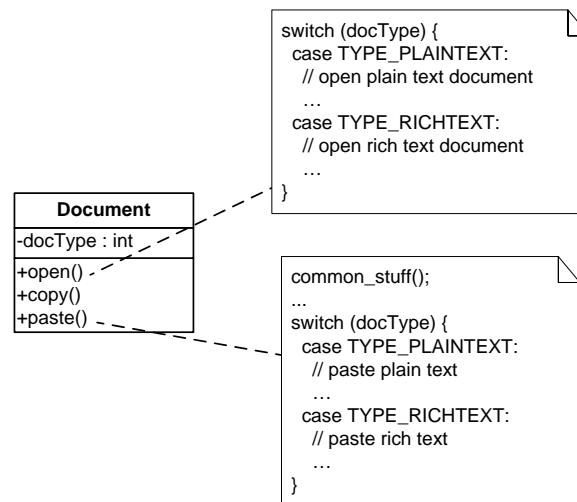 switch (docType) {
case TYPE_PLAINTEXT:
// open plain text document
…
case TYPE_RICHTEXT:
// open rich text document
…
}
Document
-docType : int
+open()
+copy()
+paste()
common_stuff();
...
switch (docType) {
case TYPE_PLAINTEXT:
// paste plain text
…
case TYPE_RICHTEXT:
// paste rich text
…
}